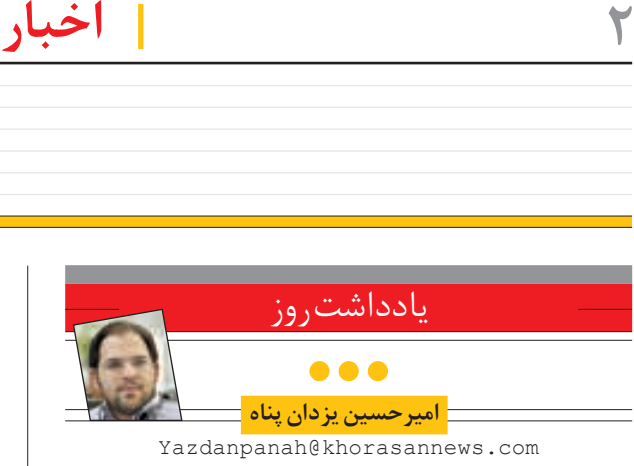 ۲
اخبار
یادداشت روز
امیرحسین یزدان پناه
Yazdanpanah@khorasannews.com